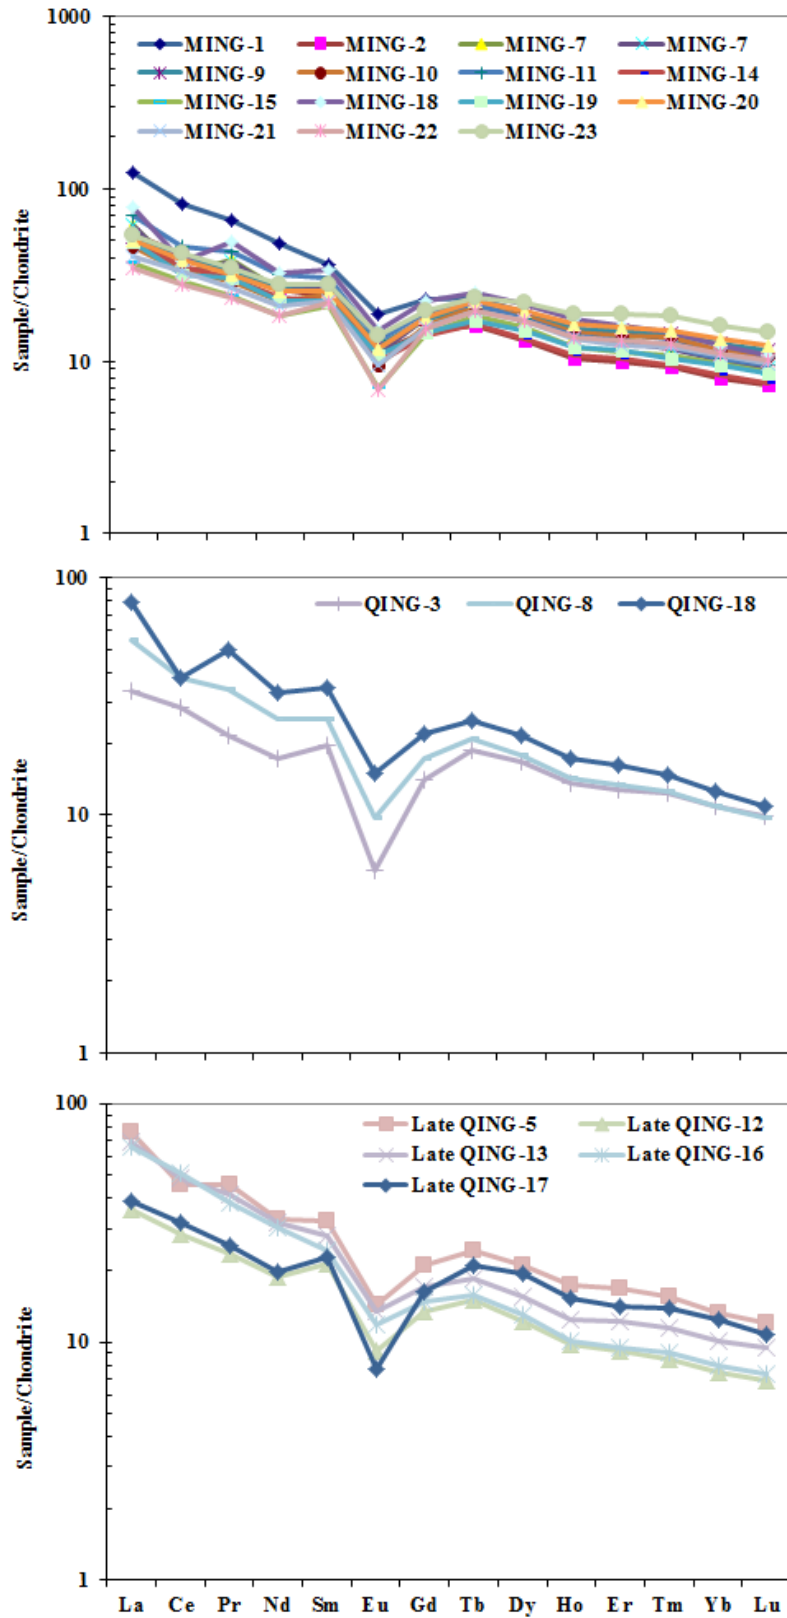 1000
MING-1 MING-2 MING-7 MING-7
MING-9 MING-10 MING-11 MING-14
MING-15 MING-18 MING-19 MING-20
MING-21 MING-22 MING-23
100
10
1
Sample/Chondrite
100
QING-3 QING-8 QING-18
10
1
Sample/Chondrite
100
Late QING-5 Late QING-12
Late QING-13 Late QING-16
Late QING-17
10
1
Sample/Chondrite
La Ce Pr Nd Sm Eu Gd Tb Dy Ho Er Tm Yb Lu